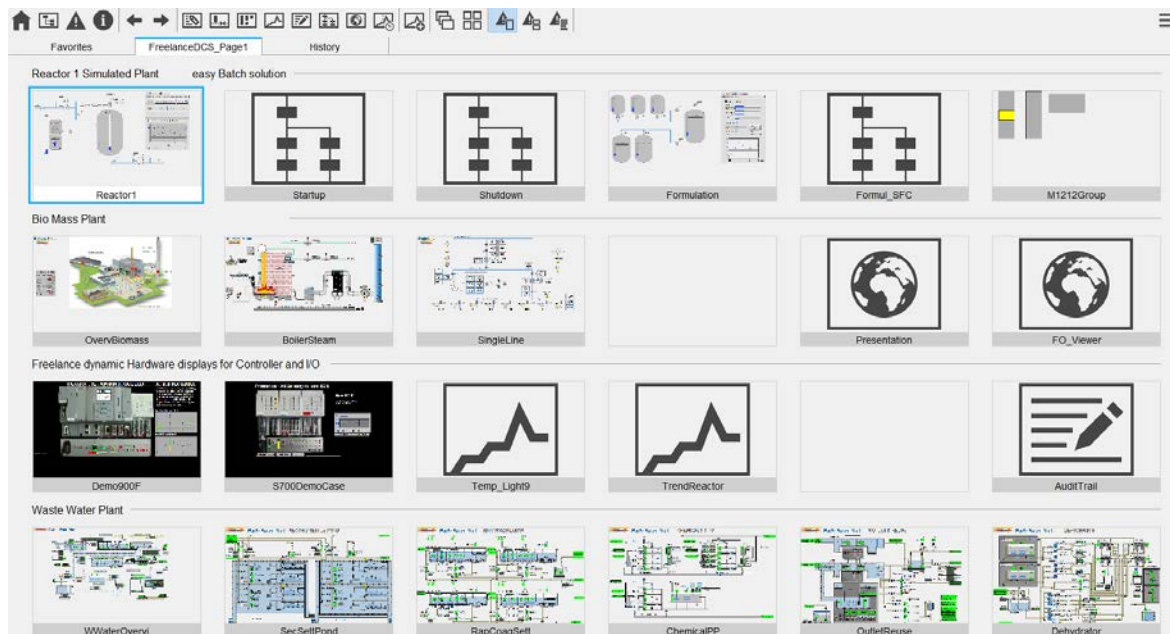 Favorites FreelanceDCS_Page1 History
Reactor 1 Simulated Plant easy Batch solution
Reactor1 Startup Shutdown Formulation Formul_SFC M1212Group
Bio Mass Plant
OvervBiomass BoilerSteam SingleLine Presentation FO_Viewer
Freelance dynamic Hardware displays for Controller and I/O
Demo900F S700DemoCase Temp_Light9 TrendReactor AuditTrail
Waste Water Plant
WWaterOvervi SecSettPond RapCoagSett ChemicalPP OutletReuse Dehydrator